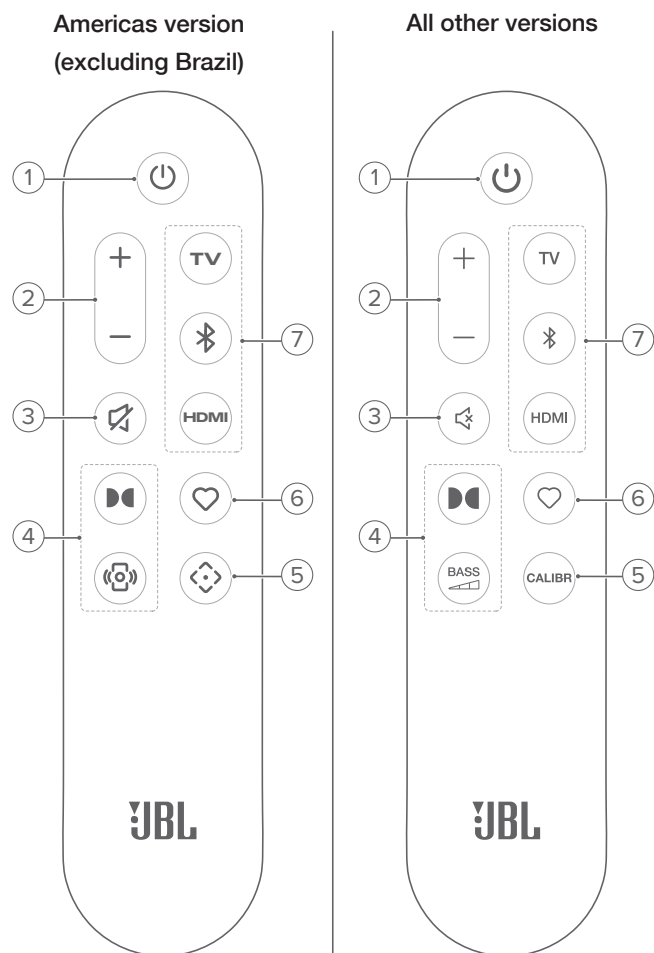 Americas version
(excluding Brazil)
1
2
+
−
TV
7
3
HDMI
4
6
5
JBL
All other versions
1
2
+
−
TV
7
3
HDMI
4
6
BASS
CALIBR
5
JBL